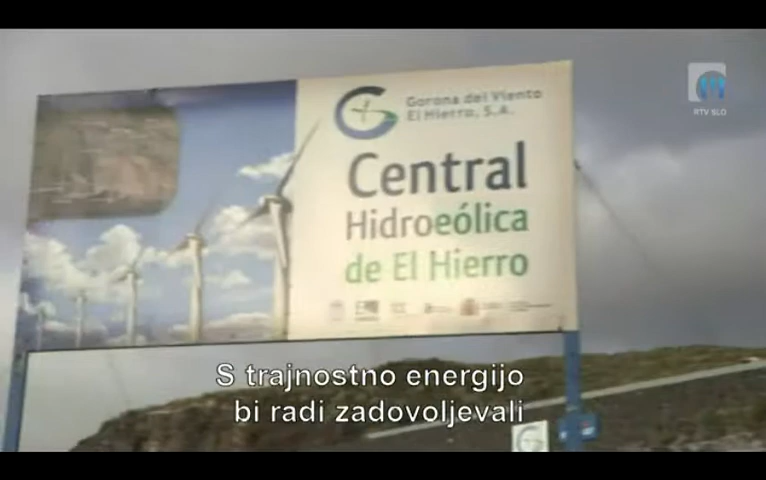 RTV SLO
Gorona del Viento
El Hierro, S.A.
Central
Hidroeólica
de El Hierro
S trajnostno energijo
bi radi zadovoljevali